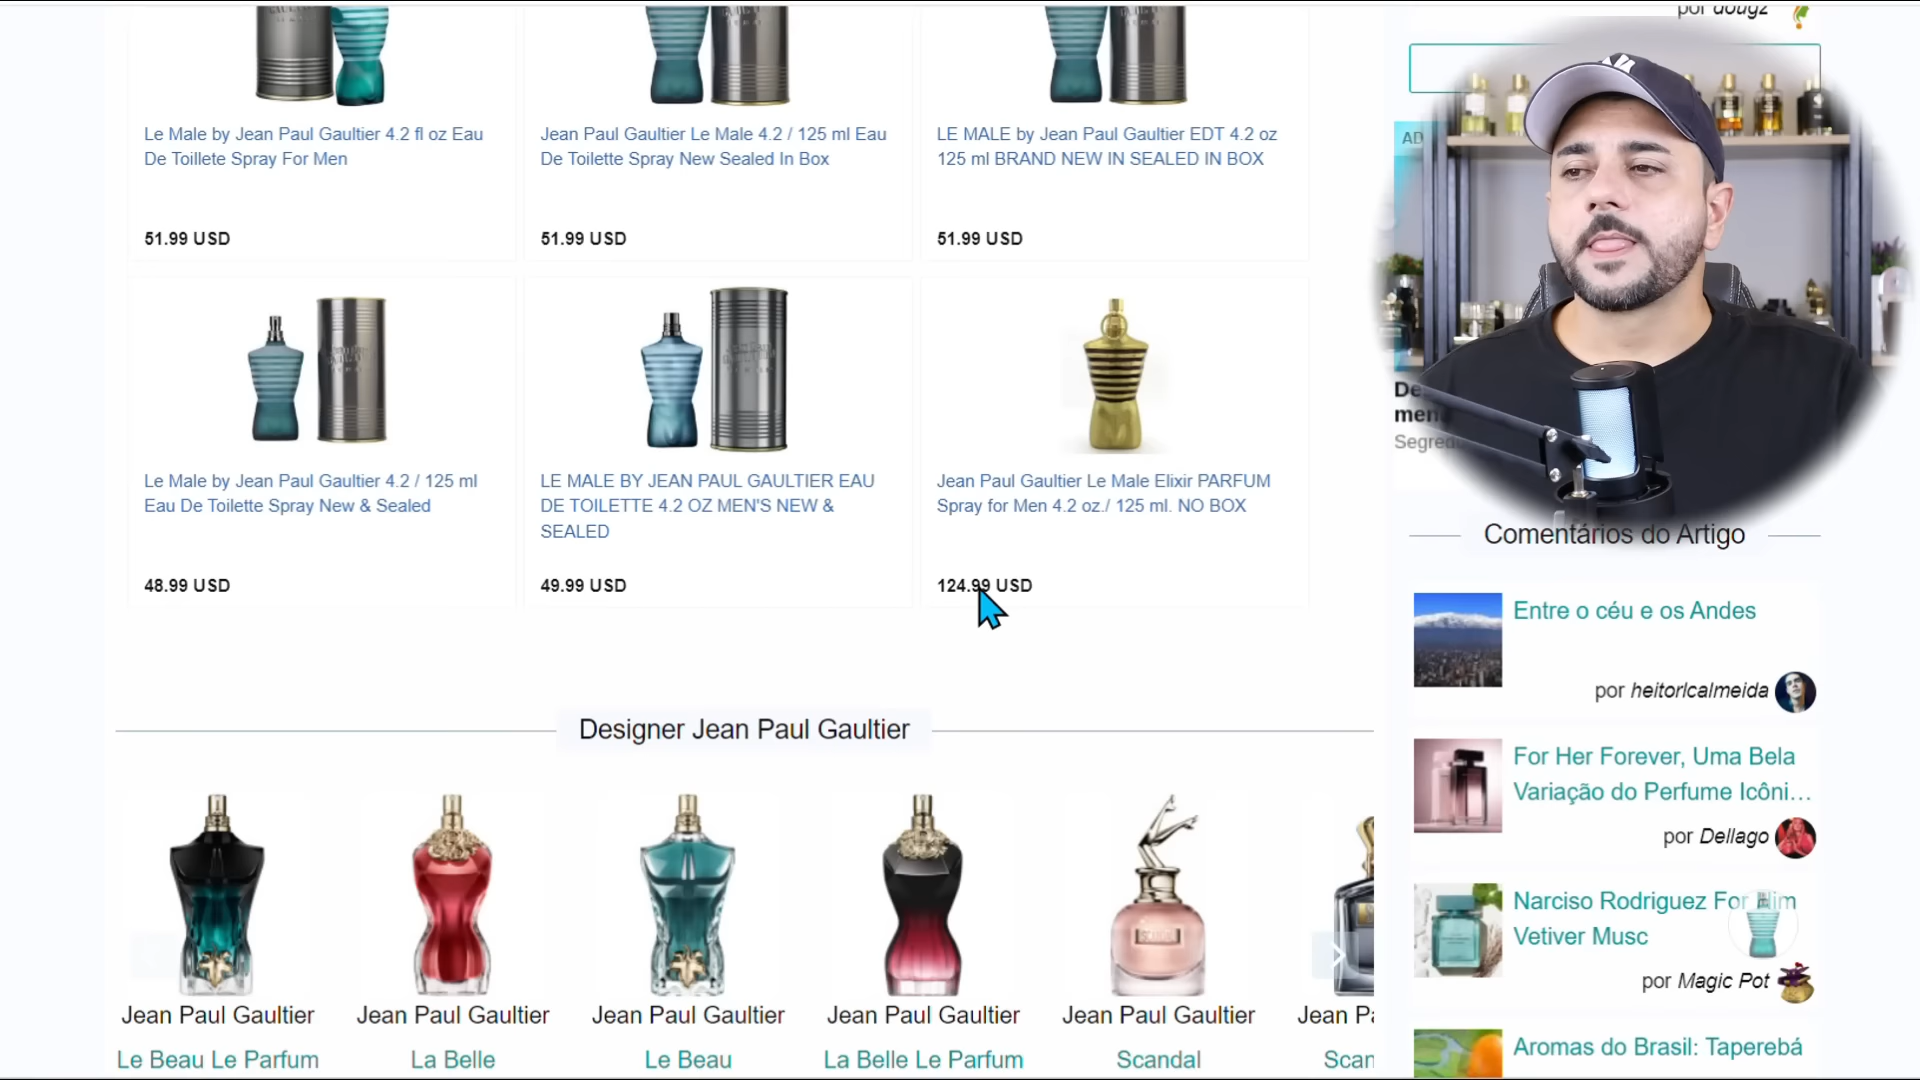 por doug2
Le Male by Jean Paul Gaultier 4.2 fl oz Eau
De Toillete Spray For Men
51.99 USD
Jean Paul Gaultier Le Male 4.2 / 125 ml Eau
De Toilette Spray New Sealed In Box
51.99 USD
LE MALE by Jean Paul Gaultier EDT 4.2 oz
125 ml BRAND NEW IN SEALED IN BOX
51.99 USD
AD
Le Male by Jean Paul Gaultier 4.2 / 125 ml
Eau De Toilette Spray New & Sealed
48.99 USD
LE MALE BY JEAN PAUL GAULTIER EAU
DE TOILETTE 4.2 OZ MEN'S NEW &
SEALED
49.99 USD
Jean Paul Gaultier Le Male Elixir PARFUM
Spray for Men 4.2 oz./ 125 ml. NO BOX
124.99 USD
Designer Jean Paul Gaultier
Jean Paul Gaultier
Le Beau Le Parfum
Jean Paul Gaultier
La Belle
Jean Paul Gaultier
Le Beau
Jean Paul Gaultier
La Belle Le Parfum
Jean Paul Gaultier
Scandal
Jean Pa
Scan
Comentários do Artigo
Entre o céu e os Andes
por heitorlcalmeida
For Her Forever, Uma Bela
Variação do Perfume Icôni...
por Dellago
Narciso Rodriguez For Him
Vetiver Musc
por Magic Pot
Aromas do Brasil: Taperebá